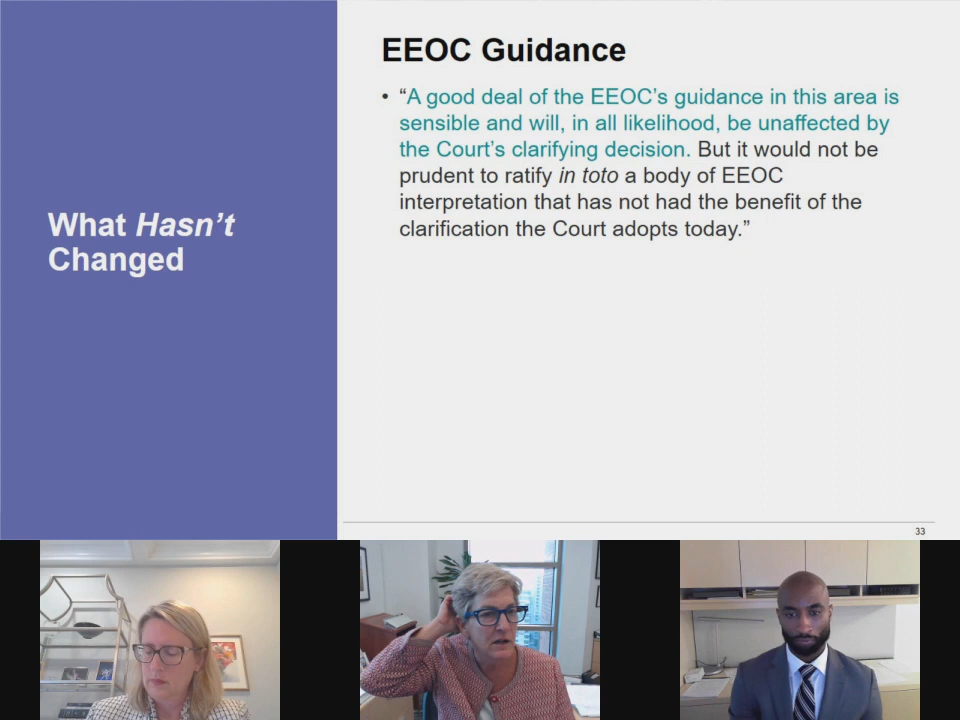 What Hasn't
Changed
EEOC Guidance
• “A good deal of the EEOC’s guidance in this area is
sensible and will, in all likelihood, be unaffected by
the Court’s clarifying decision. But it would not be
prudent to ratify in toto a body of EEOC
interpretation that has not had the benefit of the
clarification the Court adopts today.”
33